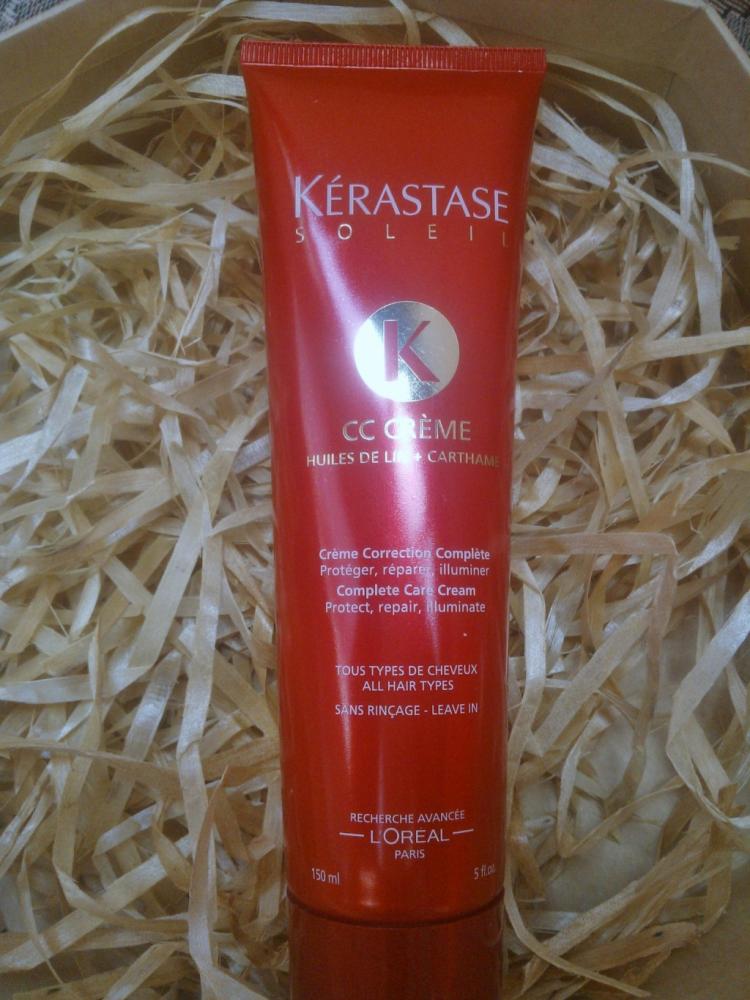 KÉRASTASE
SOLEIL
K
CC CRÈME
HUILES DE LIN + CARTHAME
Crème Correction Complète
Protéger, réparer, illuminer
Complete Care Cream
Protect, repair, illuminate
TOUS TYPES DE CHEVEUX
ALL HAIR TYPES
SANS RINÇAGE - LEAVE IN
RECHERCHE AVANCÉE
L'ORÉAL
PARIS
150 ml 5 fl.oz.